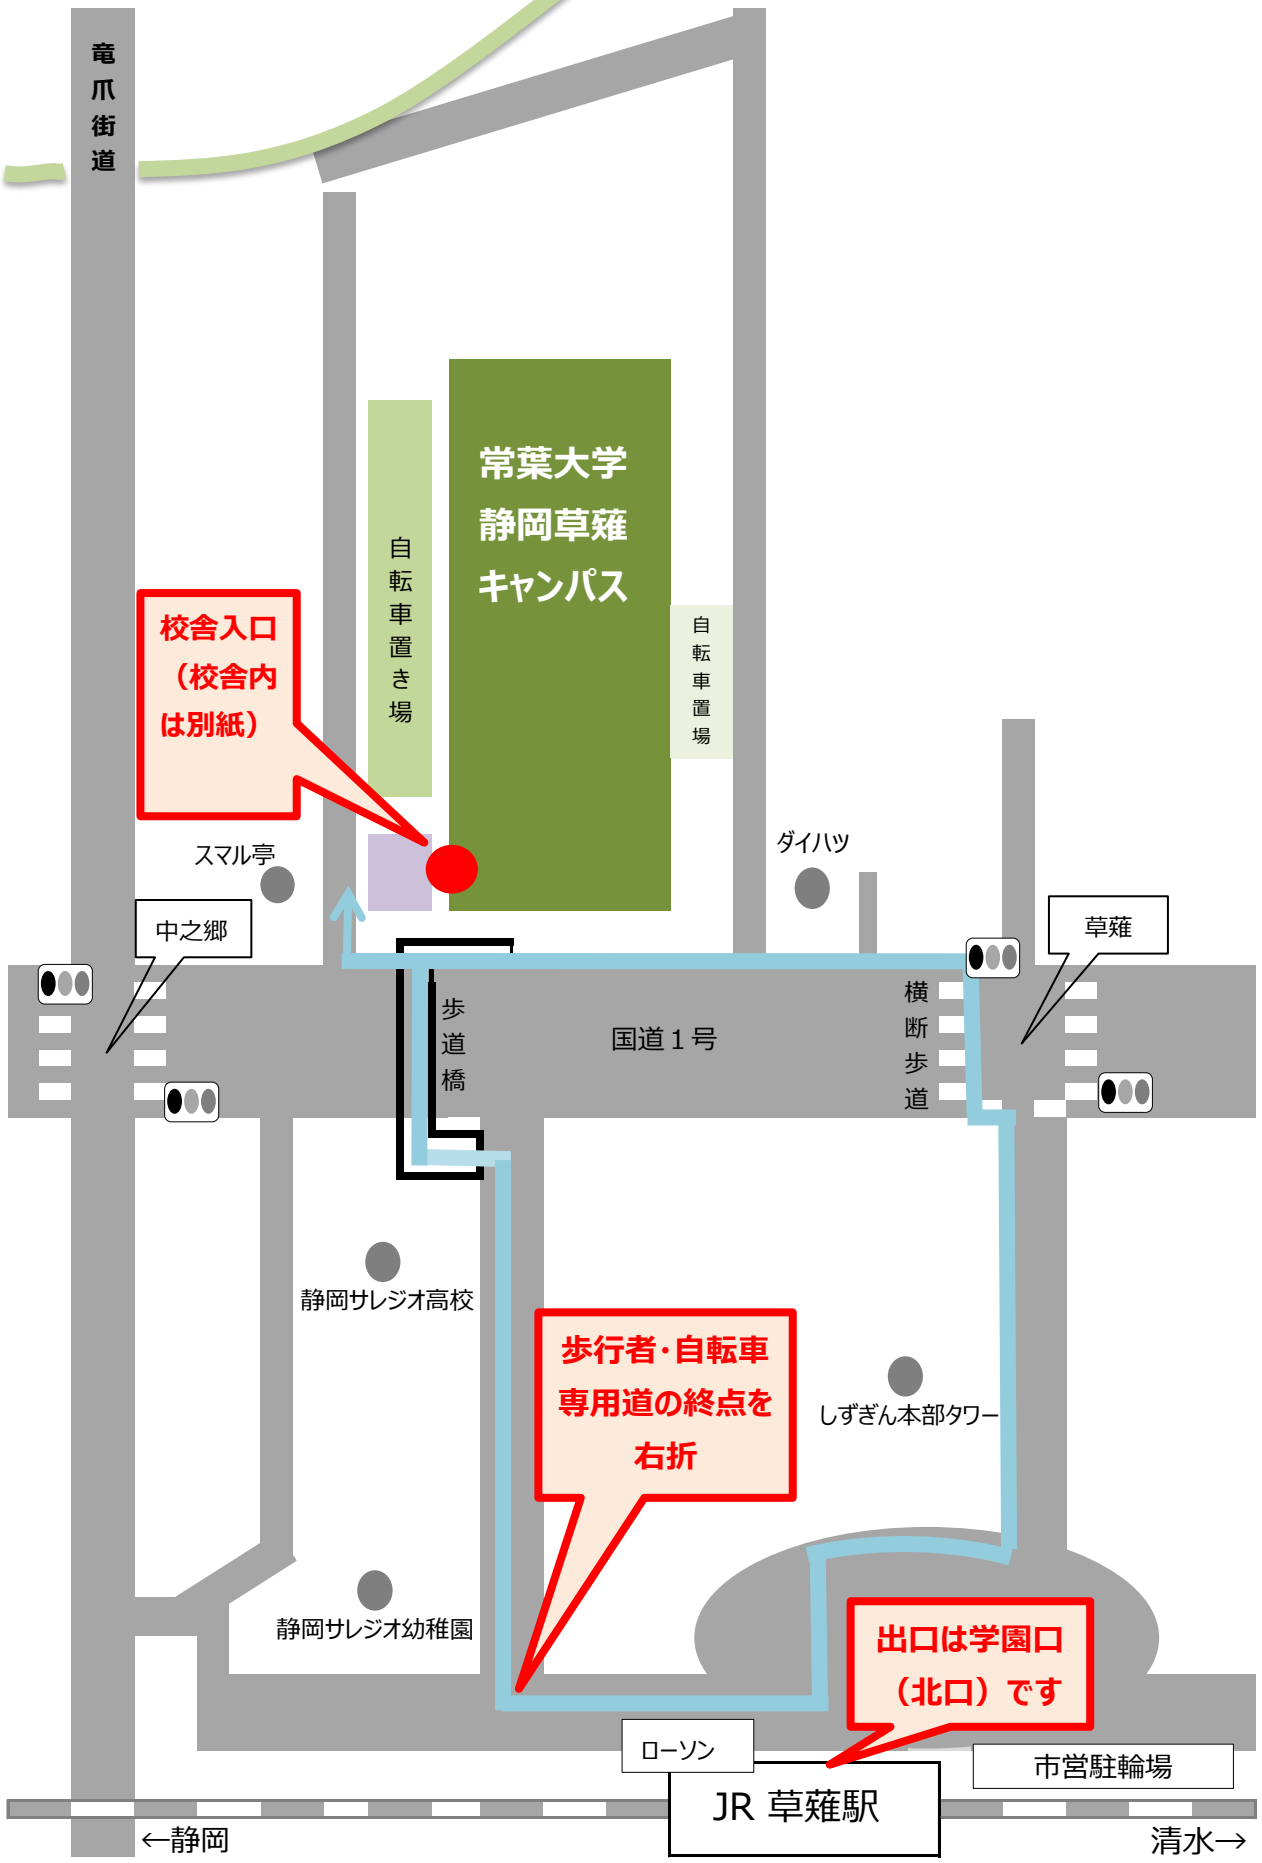 竜爪街道
常葉大学
静岡草薙
キャンパス
自転車置き場
自転車置場
校舎入口
（校舎内
は別紙）
スマル亭
ダイハツ
中之郷
草薙
歩道橋
国道１号
横断歩道
静岡サレジオ高校
歩行者・自転車
専用道の終点を
右折
しずぎん本部タワー
静岡サレジオ幼稚園
出口は学園口
（北口）です
ローソン
市営駐輪場
JR 草薙駅
←静岡
清水→